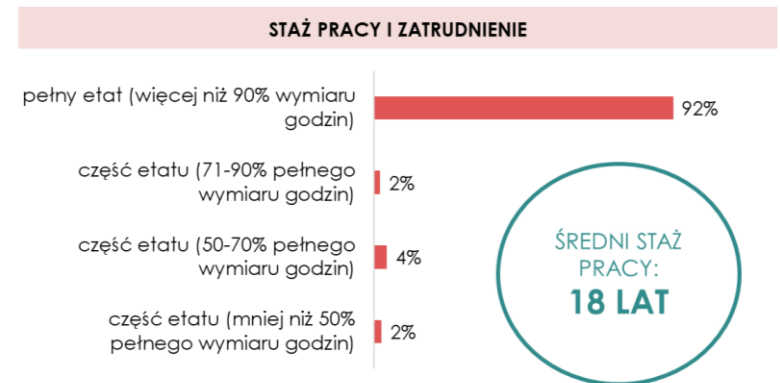 STAŻ PRACY I ZATRUDNIENIE
pełny etat (więcej niż 90% wymiaru
godzin)
92%
część etatu (71-90% pełnego
wymiaru godzin)
2%
część etatu (50-70% pełnego
wymiaru godzin)
4%
część etatu (mniej niż 50%
pełnego wymiaru godzin)
2%
ŚREDNI STAŻ
PRACY:
18 LAT